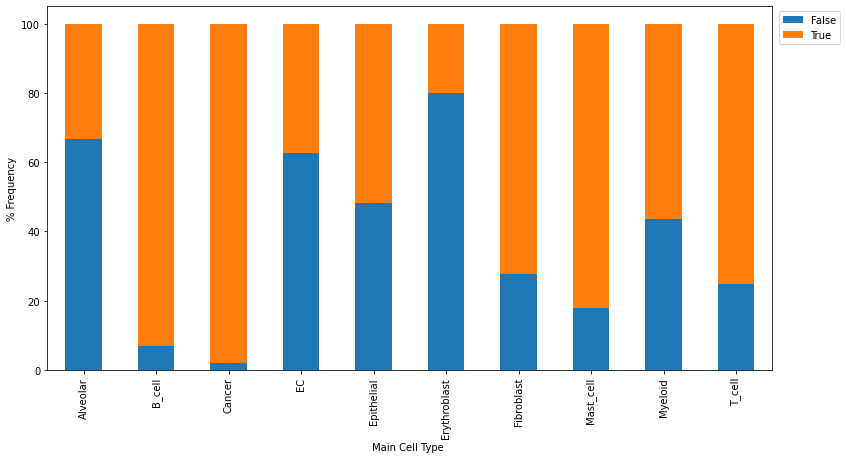 100
80
60
40
20
0
% Frequency
Alveolar
B_cell
Cancer
EC
Epithelial
Erythroblast
Fibroblast
Mast_cell
Myeloid
T_cell
Main Cell Type
False
True